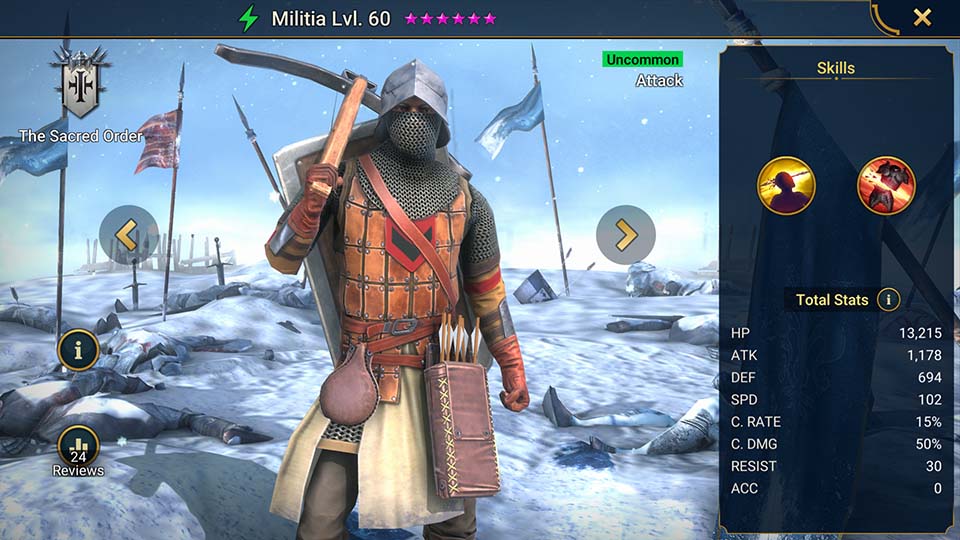 Militia Lvl. 60
The Sacred Order
Uncommon
Attack
24
Reviews
Skills
Total Stats i
HP 13,215
ATK 1,178
DEF 694
SPD 102
C. RATE 15%
C. DMG 50%
RESIST 30
ACC 0
i